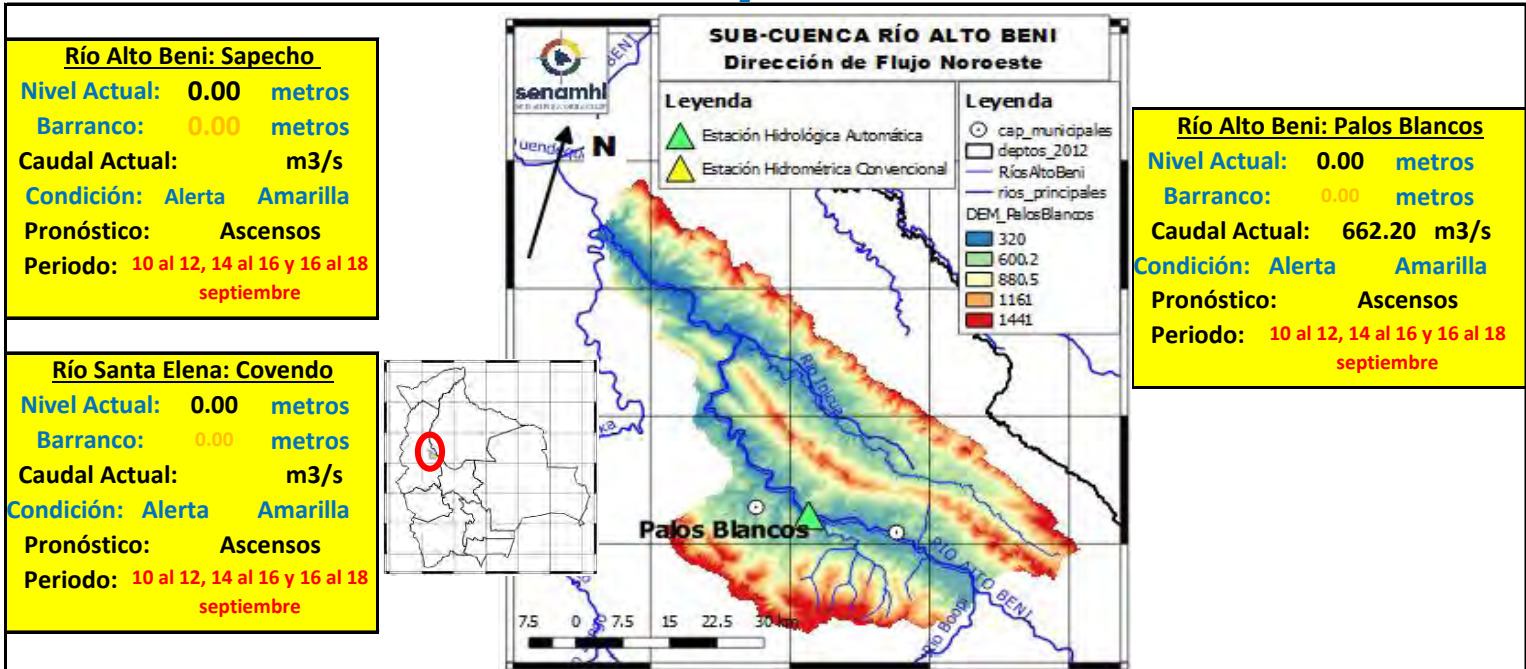 Río Alto Beni: Sapecho
Nivel Actual: 0.00 metros
Barranco: 0.00 metros
Caudal Actual: m3/s
Condición: Alerta Amarilla
Pronóstico: Ascensos
Periodo: 10 al 12, 14 al 16 y 16 al 18
septiembre
Río Santa Elena: Covendo
Nivel Actual: 0.00 metros
Barranco: 0.00 metros
Caudal Actual: m3/s
Condición: Alerta Amarilla
Pronóstico: Ascensos
Periodo: 10 al 12, 14 al 16 y 16 al 18
septiembre
senamhi
N
SUB-CUENCA RÍO ALTO BENI
Dirección de Flujo Noroeste
Leyenda
Estación Hidrológica Automática
Estación Hidrométrica Convencional
Leyenda
cap_municipales
deptos_2012
RíosAltoBeni
rios_principales
DEM_PalosBlancos
320
600.2
880.5
1161
1441
BENI
Río Inicua
Palos Blancos
RÍO ALTO BENI
Río Boopi
7.5 0 7.5 15 22.5 30 km
Río Alto Beni: Palos Blancos
Nivel Actual: 0.00 metros
Barranco: 0.00 metros
Caudal Actual: 662.20 m3/s
Condición: Alerta Amarilla
Pronóstico: Ascensos
Periodo: 10 al 12, 14 al 16 y 16 al 18
septiembre